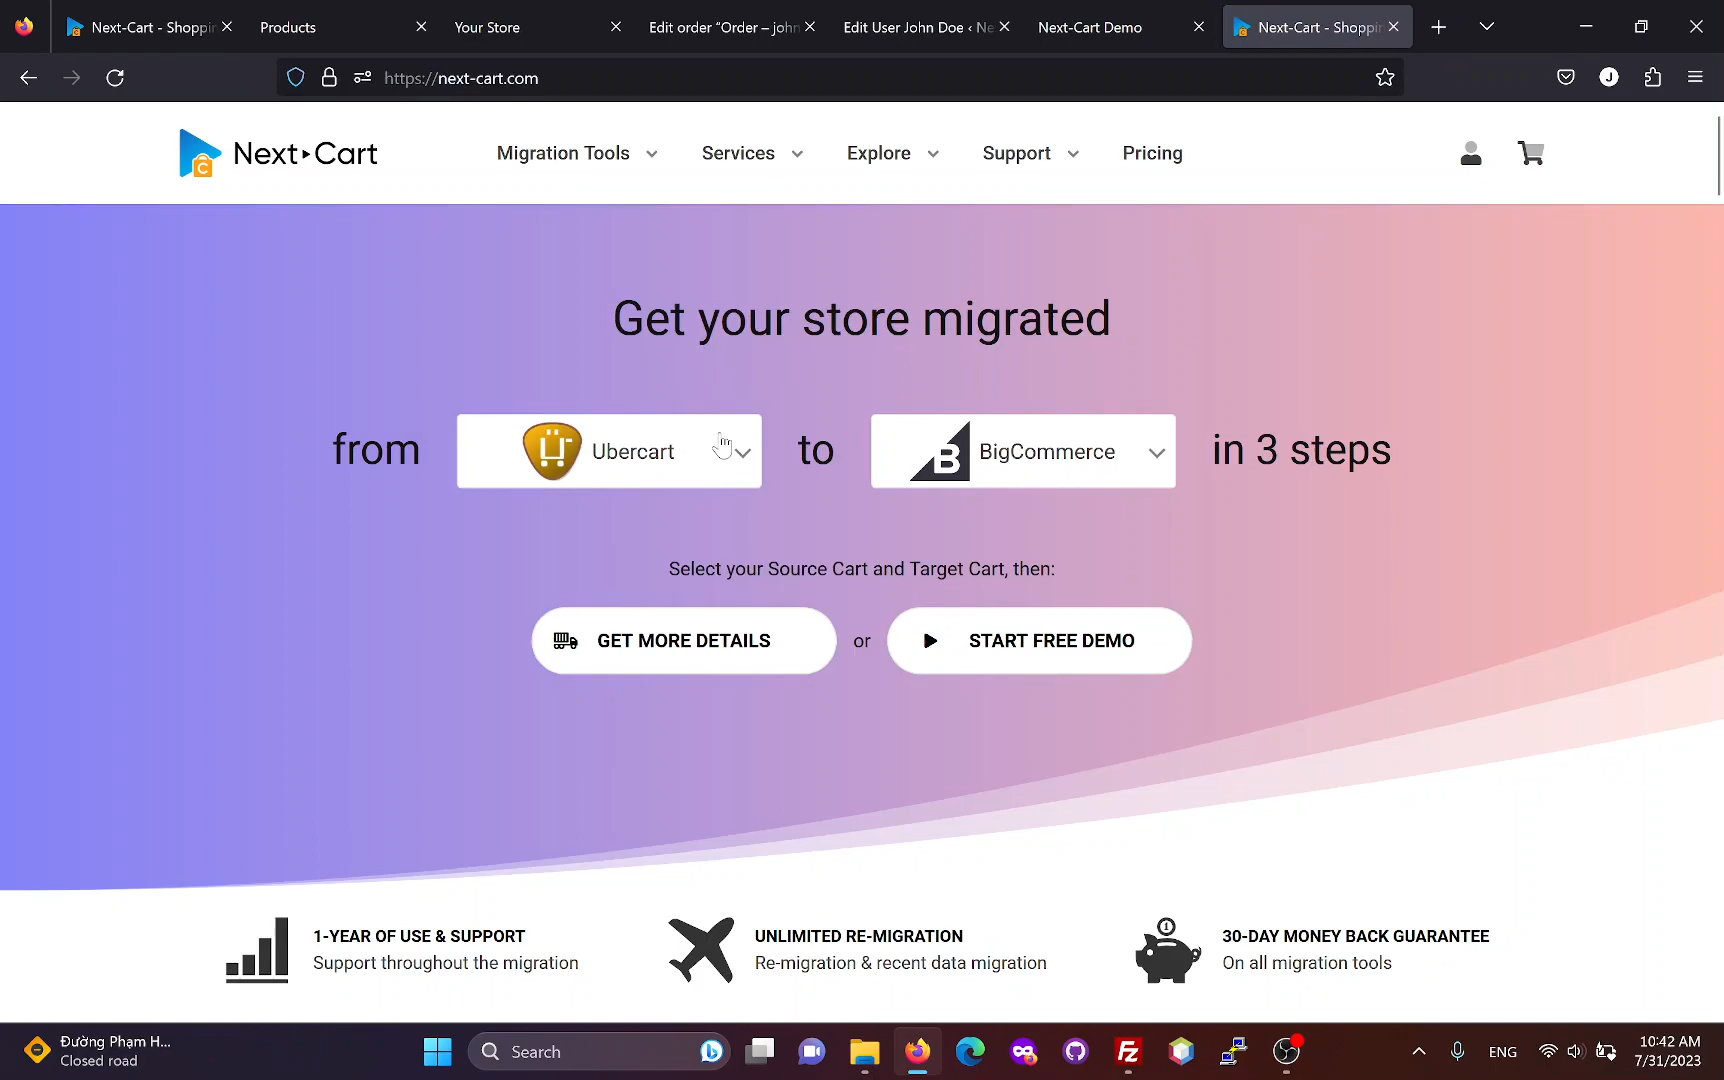 Next-Cart - Shoppin
Products
Your Store
Edit order “Order – john
Edit User John Doe ‹ Ne
Next-Cart Demo
Next-Cart - Shoppin
https://next-cart.com
J
Next Cart
Migration Tools
Services
Explore
Support
Pricing
Get your store migrated
from
Ubercart
to
BigCommerce
in 3 steps
Select your Source Cart and Target Cart, then:
GET MORE DETAILS
or
START FREE DEMO
1-YEAR OF USE & SUPPORT
Support throughout the migration
UNLIMITED RE-MIGRATION
Re-migration & recent data migration
30-DAY MONEY BACK GUARANTEE
On all migration tools
Đường Phạm H...
Closed road
Search
ENG
10:42 AM
7/31/2023